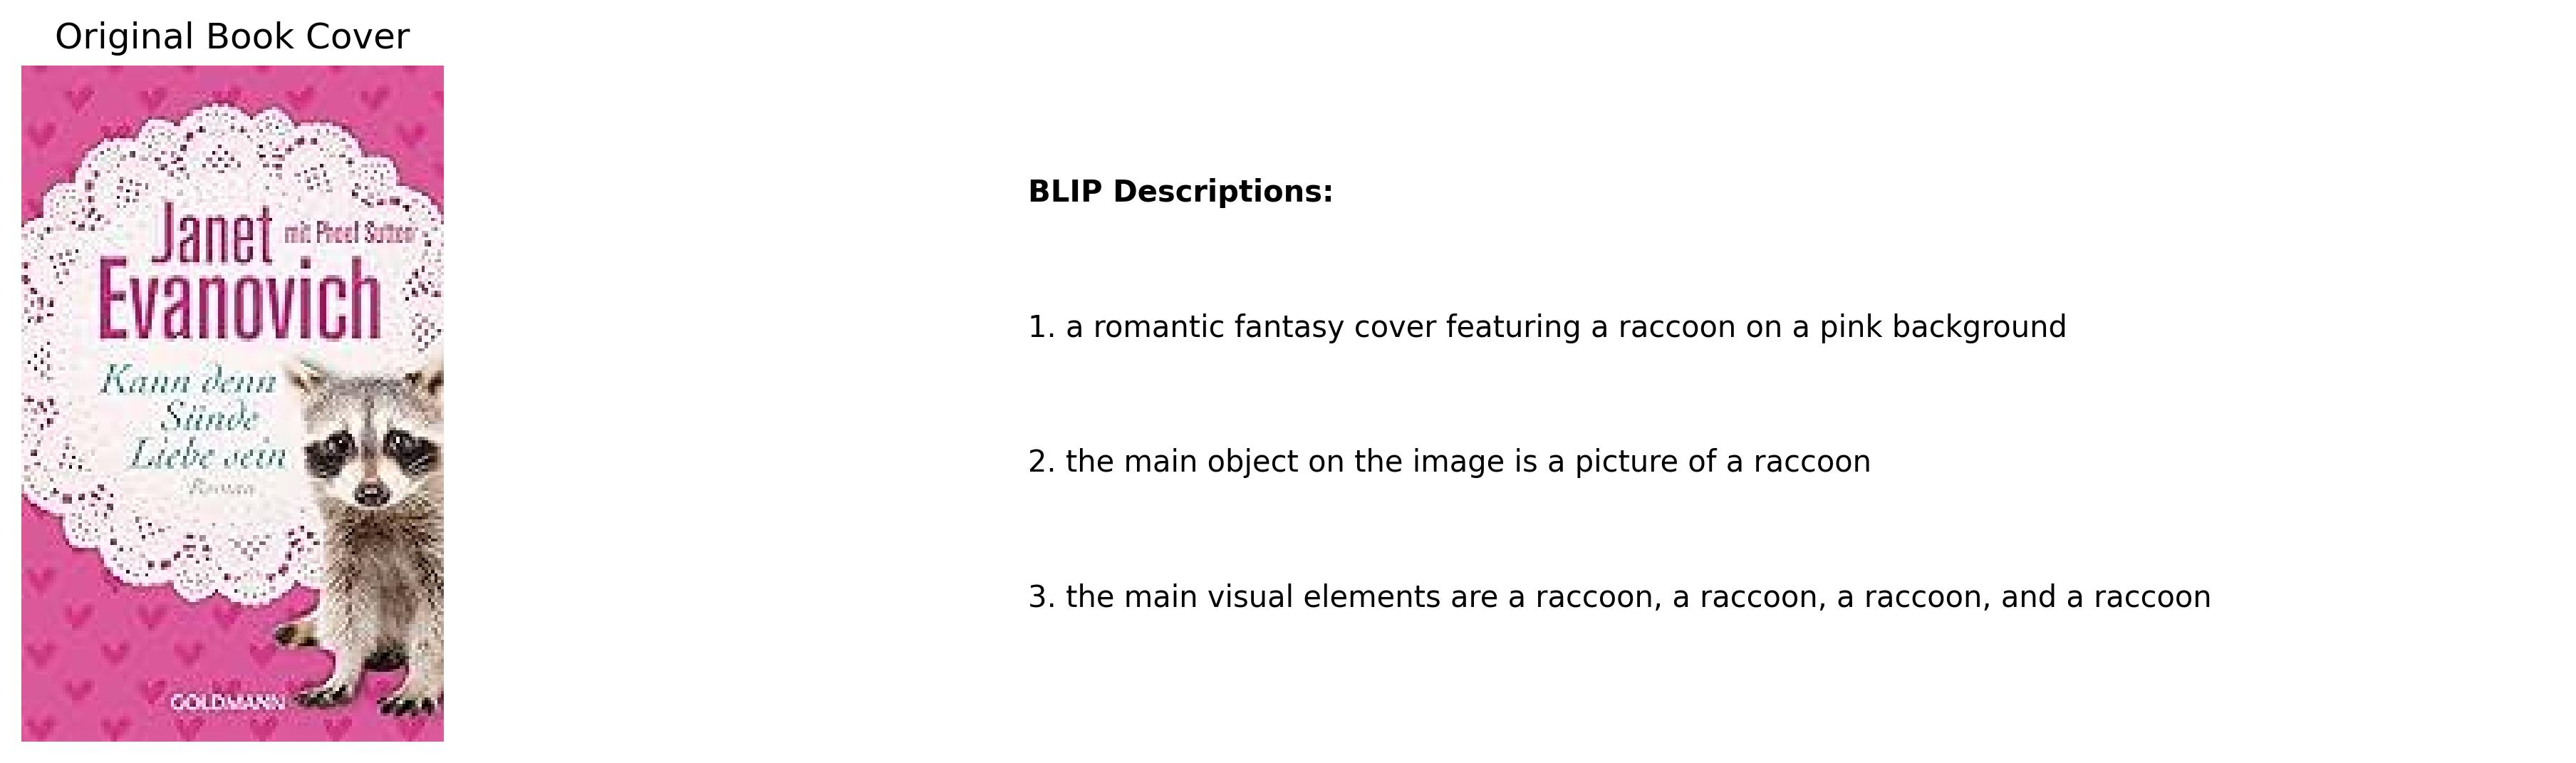 Original Book Cover
Janet mit Phoef Sutton
Evanovich
Kann denn
Sünde
Liebe sein
Roman
GOLDMANN
BLIP Descriptions:
1. a romantic fantasy cover featuring a raccoon on a pink background
2. the main object on the image is a picture of a raccoon
3. the main visual elements are a raccoon, a raccoon, a raccoon, and a raccoon